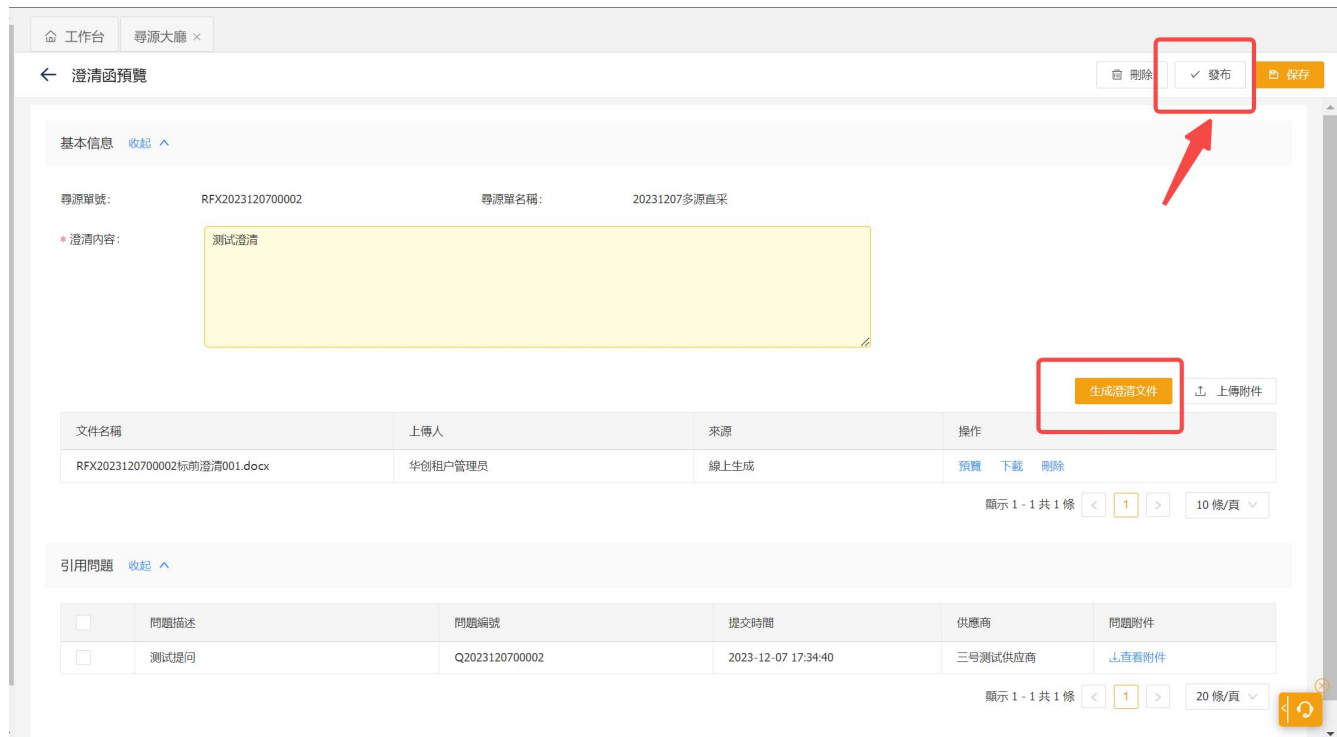 工作台 尋源大廳 ×
澄清函預覽 刪除 發布 保存
基本信息 收起
尋源單號： RFX2023120700002 尋源單名稱： 20231207多源直采
* 澄清內容： 测试澄清
生成澄清文件 上傳附件
文件名稱 上傳人 來源 操作
RFX2023120700002标前澄清001.docx 华创租户管理员 線上生成 預覽 下載 刪除
顯示 1 - 1 共 1 條 < 1 > 10 條/頁
引用問題 收起
問題描述 問題編號 提交時間 供應商 問題附件
测试提问 Q2023120700002 2023-12-07 17:34:40 三号测试供应商 查看附件
顯示 1 - 1 共 1 條 < 1 > 20 條/頁